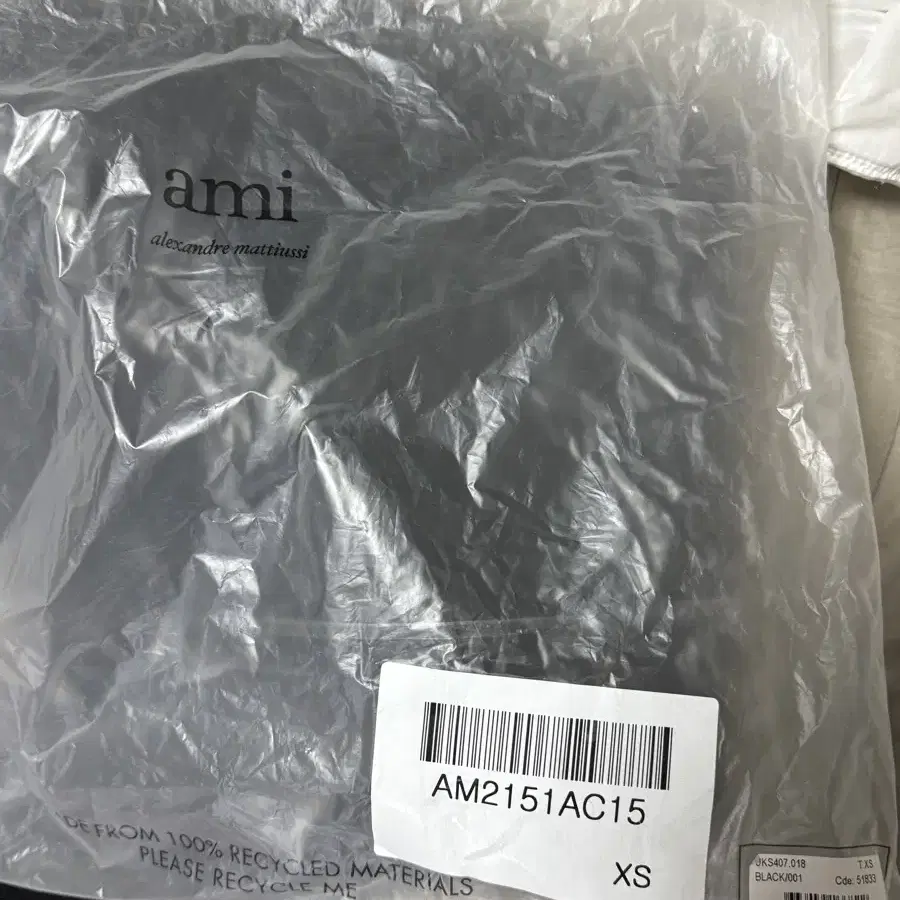 ami
alexandre mattiussi
AM2151AC15
XS
DE FROM 100% RECYCLED MATERIALS
PLEASE RECYCLE ME
UKS407.018 T.XS
BLACK/001 Cde: 51833